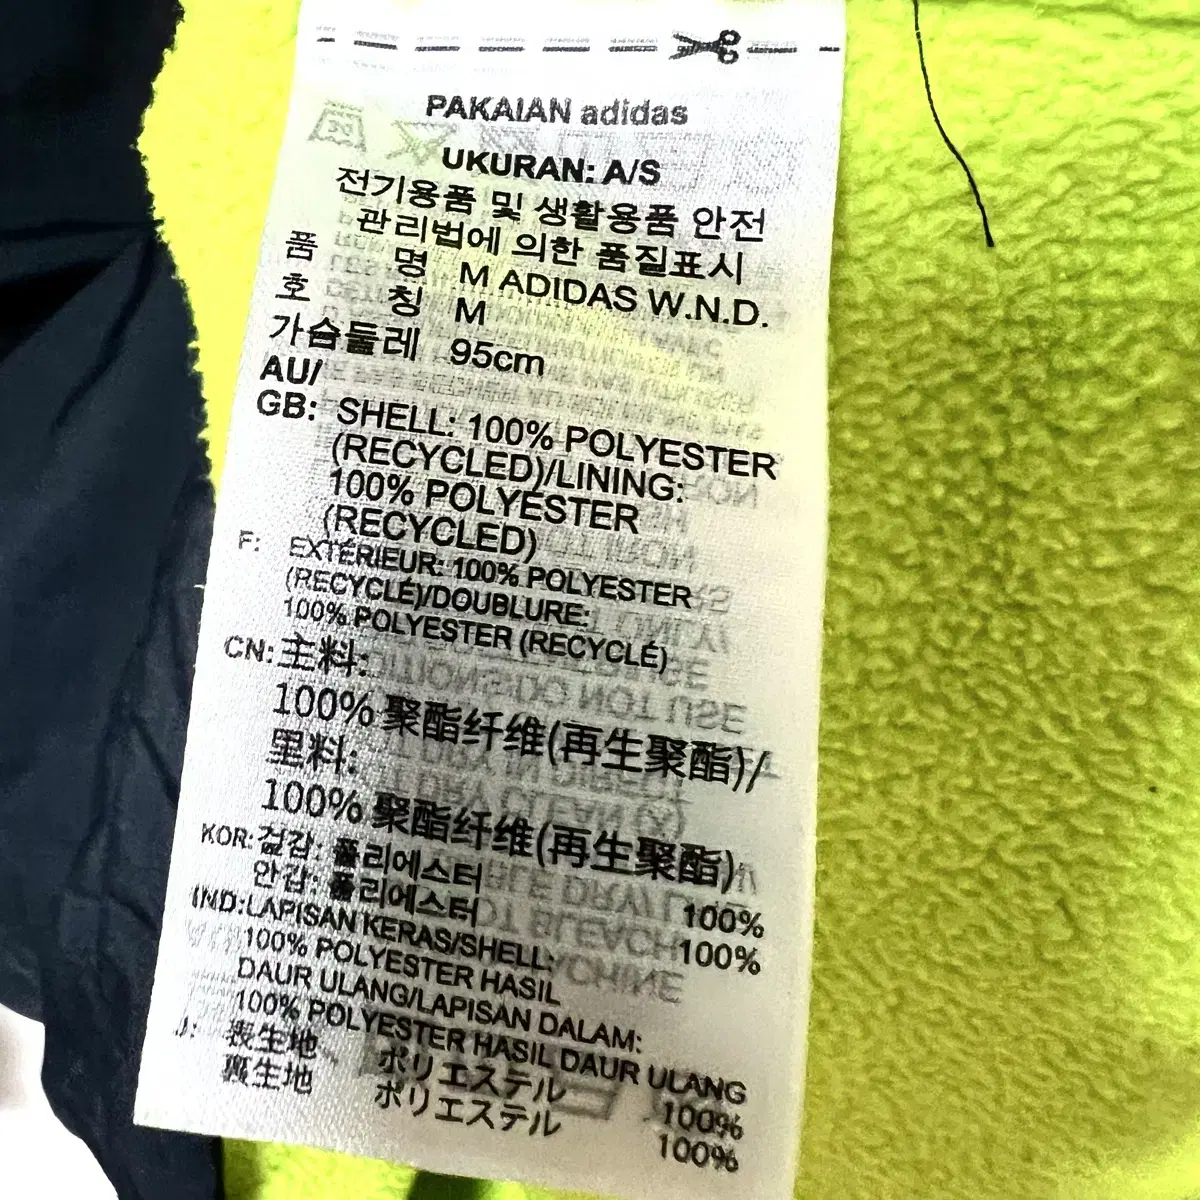 PAKAIAN adidas
UKURAN: A/S
전기용품 및 생활용품 안전
관리법에 의한 품질표시
품 명 M ADIDAS W.N.D.
호 칭 M
가슴둘레 95cm
AU/
GB: SHELL: 100% POLYESTER
(RECYCLED)/LINING:
100% POLYESTER
(RECYCLED)
F: EXTÉRIEUR: 100% POLYESTER
(RECYCLÉ)/DOUBLURE:
100% POLYESTER (RECYCLÉ)
CN: 主料:
100% 聚酯纤维(再生聚酯)/
里料:
100% 聚酯纤维(再生聚酯)
KOR: 겉감: 폴리에스터 100%
안감: 폴리에스터 100%
IND: LAPISAN KERAS/SHELL:
100% POLYESTER HASIL
DAUR ULANG/LAPISAN DALAM:
100% POLYESTER HASIL DAUR ULANG
J: 表生地 ポリエステル 100%
裏生地 ポリエステル 100%